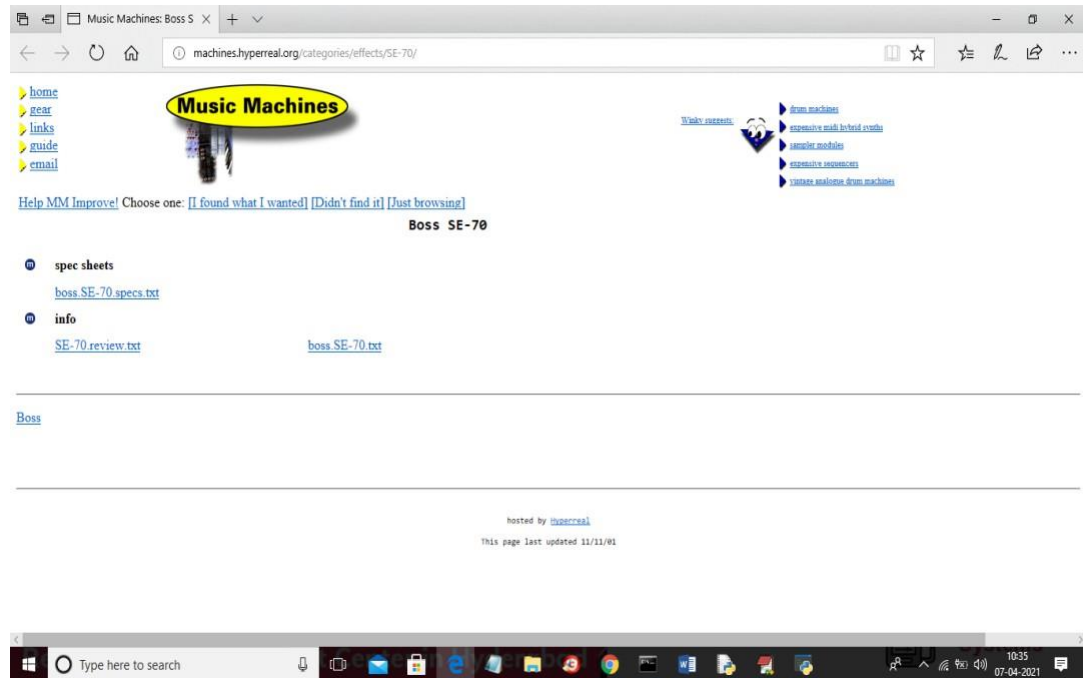 Music Machines: Boss S
machines.hyperreal.org/categories/effects/SE-70/
home
gear
links
guide
email
Music Machines
Winky suggests:
drum machines
expensive midi hybrid synths
sampler modules
expensive sequencers
vintage analogue drum machines
Help MM Improve! Choose one: [I found what I wanted] [Didn't find it] [Just browsing]
Boss SE-70
spec sheets
boss.SE-70.specs.txt
info
SE-70.review.txt boss.SE-70.txt
Boss
hosted by Hyperreal
This page last updated 11/11/01
Type here to search
10:35
07-04-2021